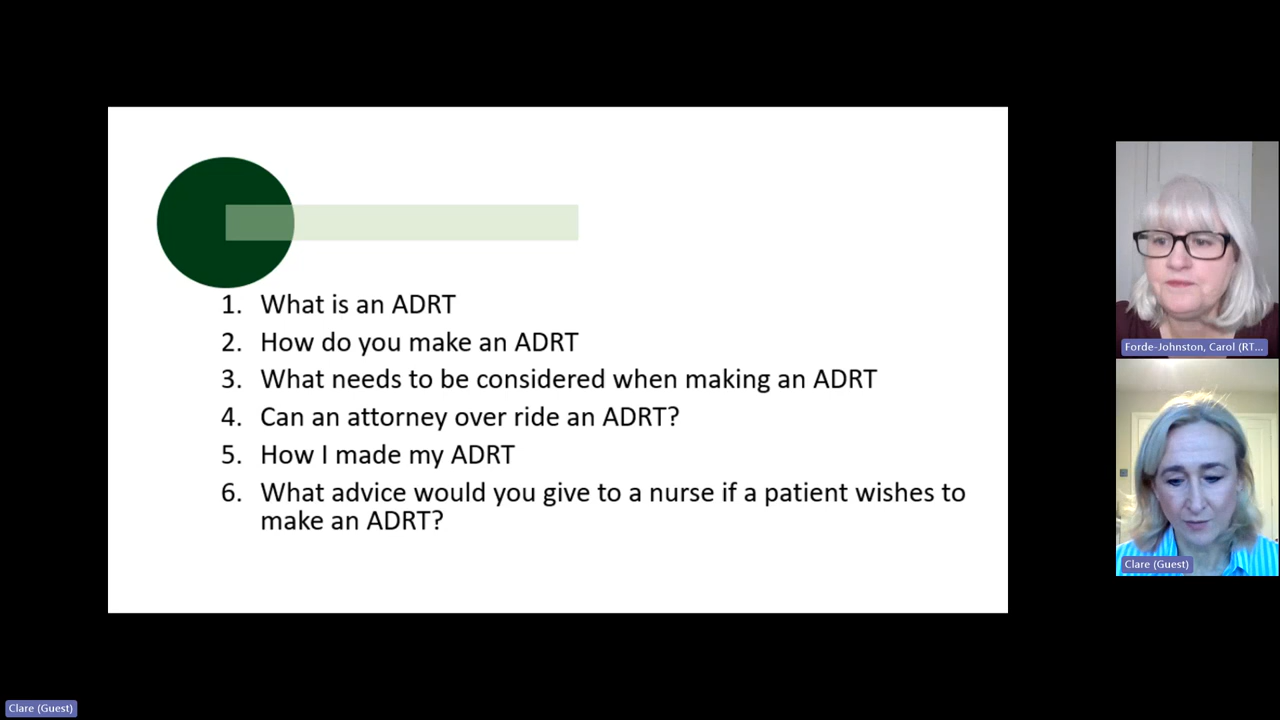 1. What is an ADRT
2. How do you make an ADRT
3. What needs to be considered when making an ADRT
4. Can an attorney over ride an ADRT?
5. How I made my ADRT
6. What advice would you give to a nurse if a patient wishes to
make an ADRT?
Forde-Johnston, Carol (RT...
Clare (Guest)
Clare (Guest)